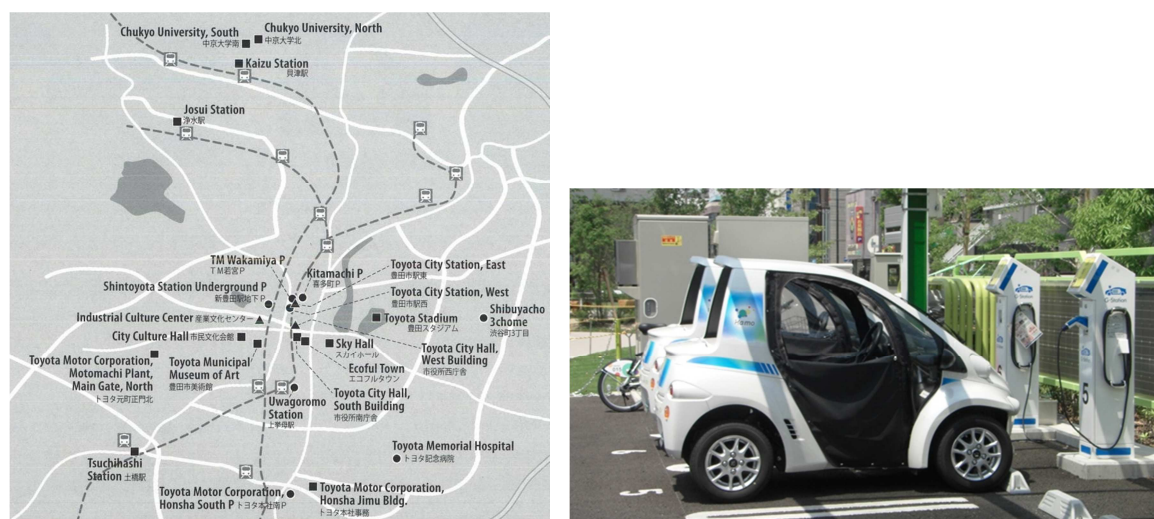 Chukyo University, South
中京大学南
Chukyo University, North
中京大学北
Kaizu Station
貝津駅
Josui Station
浄水駅
TM Wakamiya P
TM若宮P
Kitamachi P
喜多町P
Toyota City Station, East
豊田市駅東
Shintoyota Station Underground P
新豊田駅地下P
Toyota City Station, West
豊田市駅西
Industrial Culture Center 産業文化センター
Toyota Stadium
豊田スタジアム
Shibuyacho
3chome
渋谷町3丁目
City Culture Hall 市民文化会館
Sky Hall
スカイホール
Toyota City Hall,
West Building
市役所西庁舎
Toyota Motor Corporation,
Motomachi Plant,
Main Gate, North
トヨタ元町正門北
Toyota Municipal
Museum of Art
豊田市美術館
Ecoful Town
エコフルタウン
Toyota City Hall,
South Building
市役所南庁舎
Uwagoromo
Station
上挙母駅
Toyota Memorial Hospital
トヨタ記念病院
Tsuchihashi
Station 土橋駅
Toyota Motor Corporation,
Honsha South P トヨタ本社南P
Toyota Motor Corporation,
Honsha Jimu Bldg.
トヨタ本社事務
G-Station
5
5